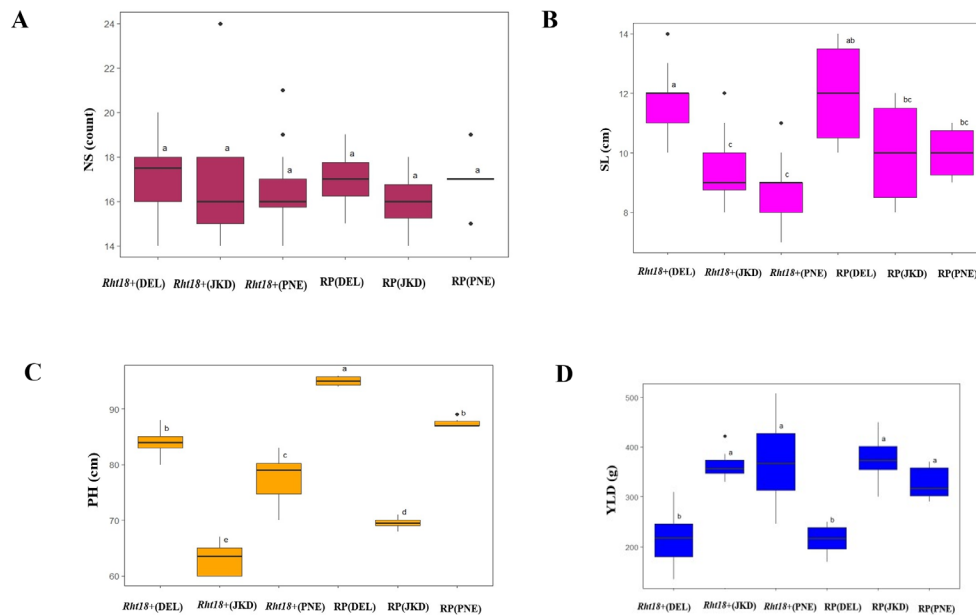 A
NS (count)
24
22
20
18
16
14
a a a a a a
Rht18+(DEL) Rht18+(JKD) Rht18+(PNE) RP(DEL) RP(JKD) RP(PNE)
B
SL (cm)
14
12
10
8
a c c ab bc bc
Rht18+(DEL) Rht18+(JKD) Rht18+(PNE) RP(DEL) RP(JKD) RP(PNE)
C
PH (cm)
90
80
70
60
b e c a d b
Rht18+(DEL) Rht18+(JKD) Rht18+(PNE) RP(DEL) RP(JKD) RP(PNE)
D
YLD (g)
500
400
300
200
b a a b a a
Rht18+(DEL) Rht18+(JKD) Rht18+(PNE) RP(DEL) RP(JKD) RP(PNE)